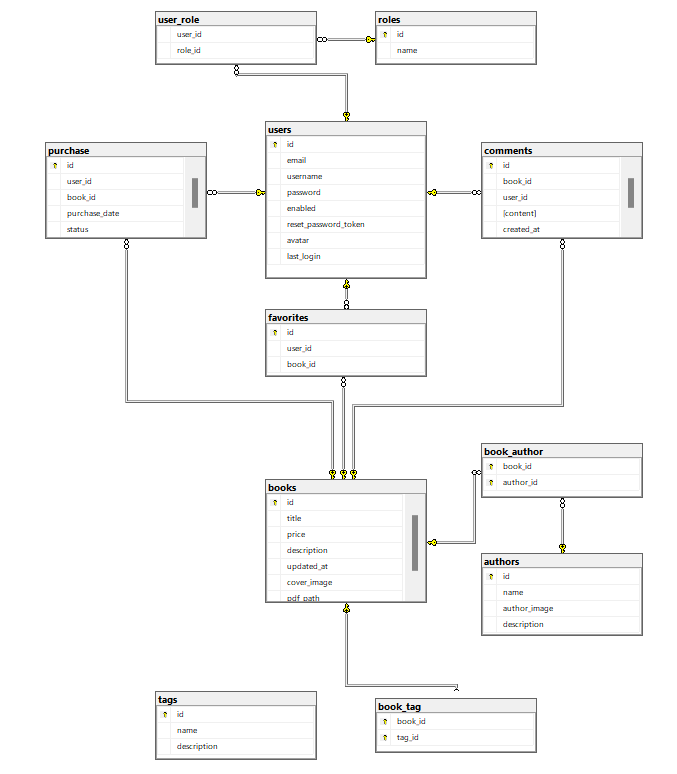 user_role
user_id
role_id
roles
id
name
users
id
email
username
password
enabled
reset_password_token
avatar
last_login
purchase
id
user_id
book_id
purchase_date
status
comments
id
book_id
user_id
[content]
created_at
favorites
id
user_id
book_id
books
id
title
price
description
updated_at
cover_image
pdf_path
book_author
book_id
author_id
authors
id
name
author_image
description
tags
id
name
description
book_tag
book_id
tag_id